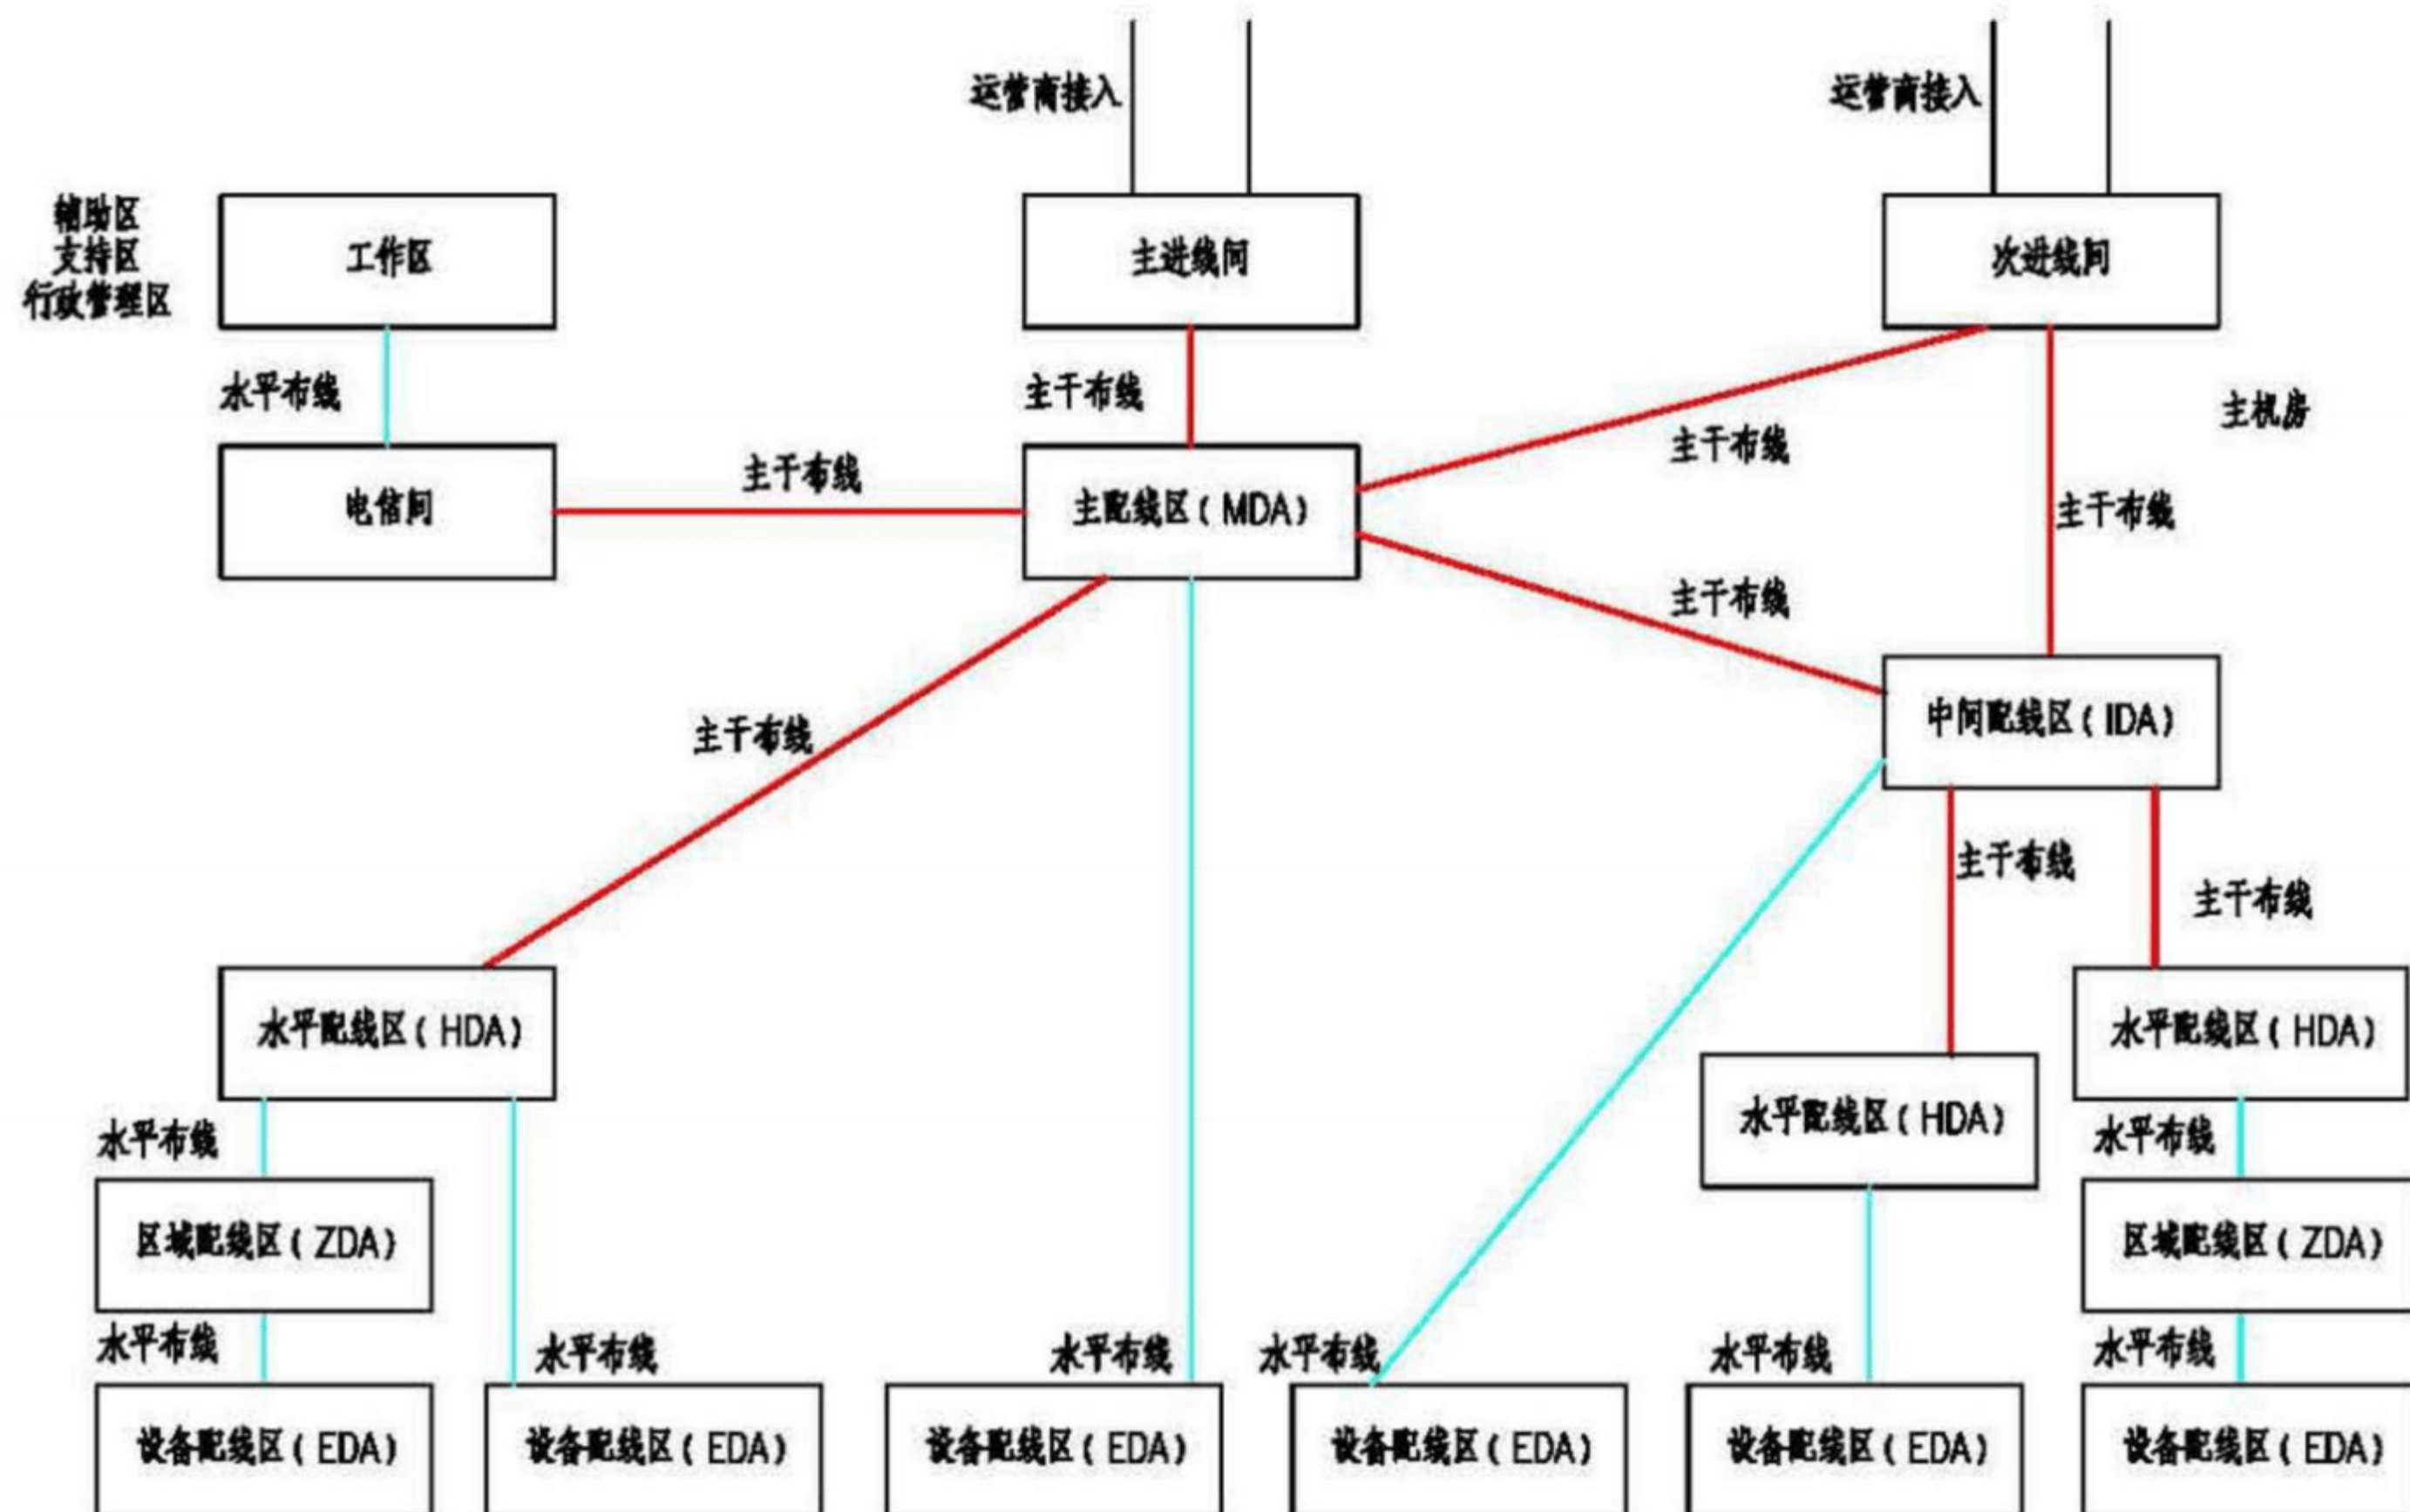 运营商接入
运营商接入
辅助区
支持区
行政管理区
工作区
主进线间
次进线间
水平布线
主干布线
主干布线
主机房
电信间
主干布线
主配线区(MDA)
主干布线
主干布线
中间配线区(IDA)
主干布线
主干布线
主干布线
水平配线区(HDA)
水平配线区(HDA)
水平配线区(HDA)
水平布线
水平布线
区域配线区(ZDA)
区域配线区(ZDA)
水平布线
水平布线
水平布线
水平布线
水平布线
水平布线
设备配线区(EDA)
设备配线区(EDA)
设备配线区(EDA)
设备配线区(EDA)
设备配线区(EDA)
设备配线区(EDA)